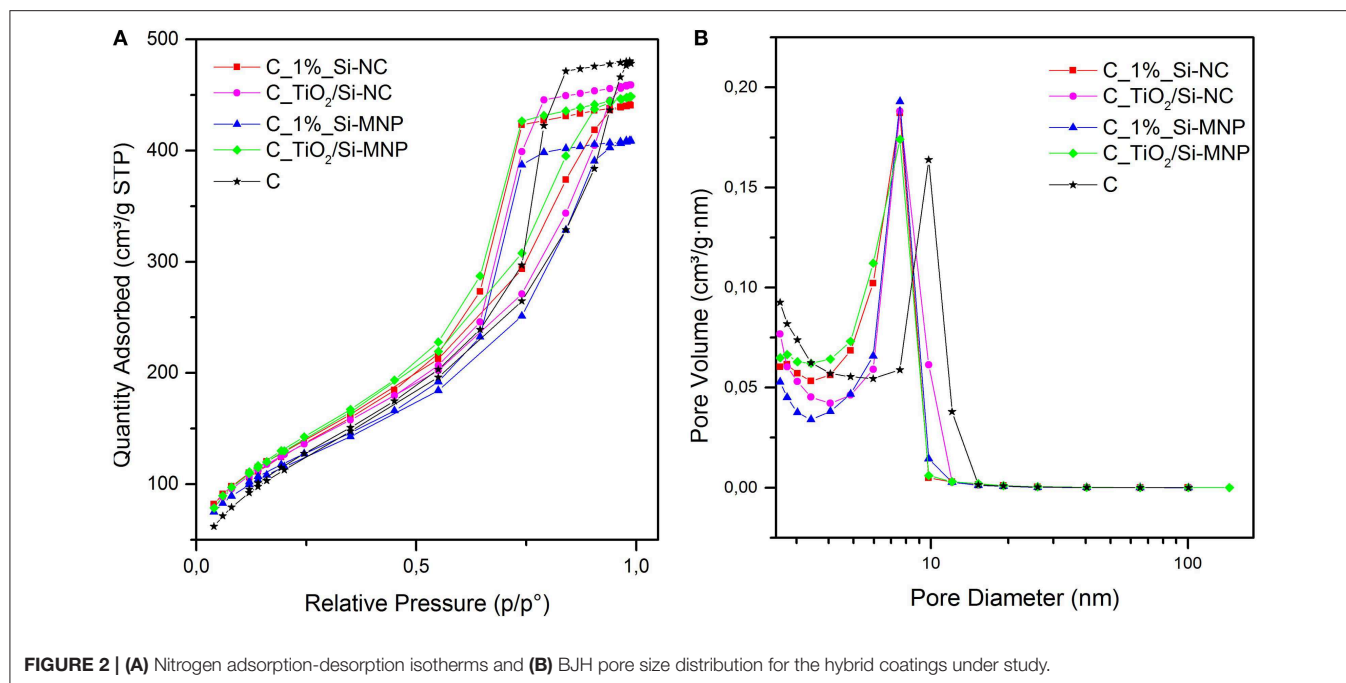 A
500
400
300
200
100
0,0
0,5
1,0
Quantity Adsorbed (cm³/g STP)
Relative Pressure (p/p°)
C_1%_Si-NC
C_TiO₂/Si-NC
C_1%_Si-MNP
C_TiO₂/Si-MNP
C
B
0,20
0,15
0,10
0,05
0,00
10
100
Pore Volume (cm³/g·nm)
Pore Diameter (nm)
C_1%_Si-NC
C_TiO₂/Si-NC
C_1%_Si-MNP
C_TiO₂/Si-MNP
C
FIGURE 2 | (A) Nitrogen adsorption-desorption isotherms and (B) BJH pore size distribution for the hybrid coatings under study.